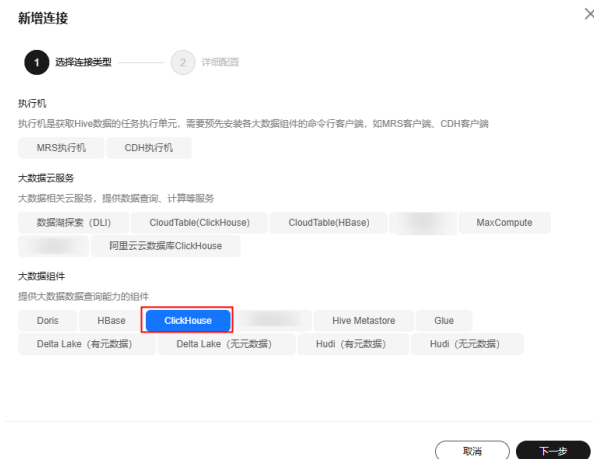 新增连接
1 选择连接类型 2 详细配置
执行机
执行机是获取Hive数据的任务执行单元，需要预先安装各大数据组件的命令行客户端，如MRS客户端、CDH客户端
MRS执行机 CDH执行机
大数据云服务
大数据相关云服务，提供数据查询、计算等服务
数据湖探索（DLI） CloudTable(ClickHouse) CloudTable(HBase) MaxCompute
阿里云云数据库ClickHouse
大数据组件
提供大数据数据查询能力的组件
Doris HBase ClickHouse Hive Metastore Glue
Delta Lake（有元数据） Delta Lake（无元数据） Hudi（有元数据） Hudi（无元数据）
取消 下一步